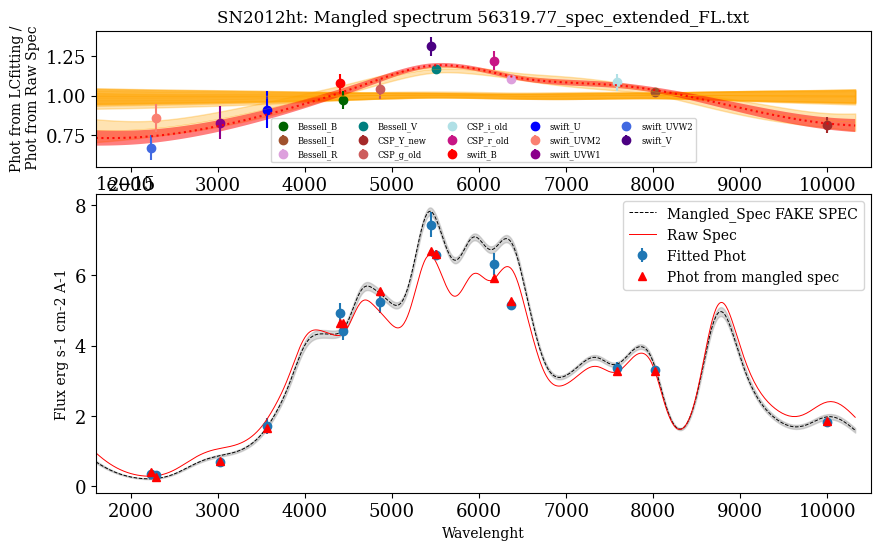 SN2012ht: Mangled spectrum 56319.77_spec_extended_FL.txt
Phot from LCfitting /
Phot from Raw Spec
1.25
1.00
0.75
Bessell_B Bessell_V CSP_i_old swift_U swift_UVW2
Bessell_I CSP_Y_new CSP_r_old swift_UVM2 swift_V
Bessell_R CSP_g_old swift_B swift_UVW1
2000 3000 4000 5000 6000 7000 8000 9000 10000
1e−15
Flux erg s-1 cm-2 A-1
8
6
4
2
0
Mangled_Spec FAKE SPEC
Raw Spec
Fitted Phot
Phot from mangled spec
2000 3000 4000 5000 6000 7000 8000 9000 10000
Wavelenght